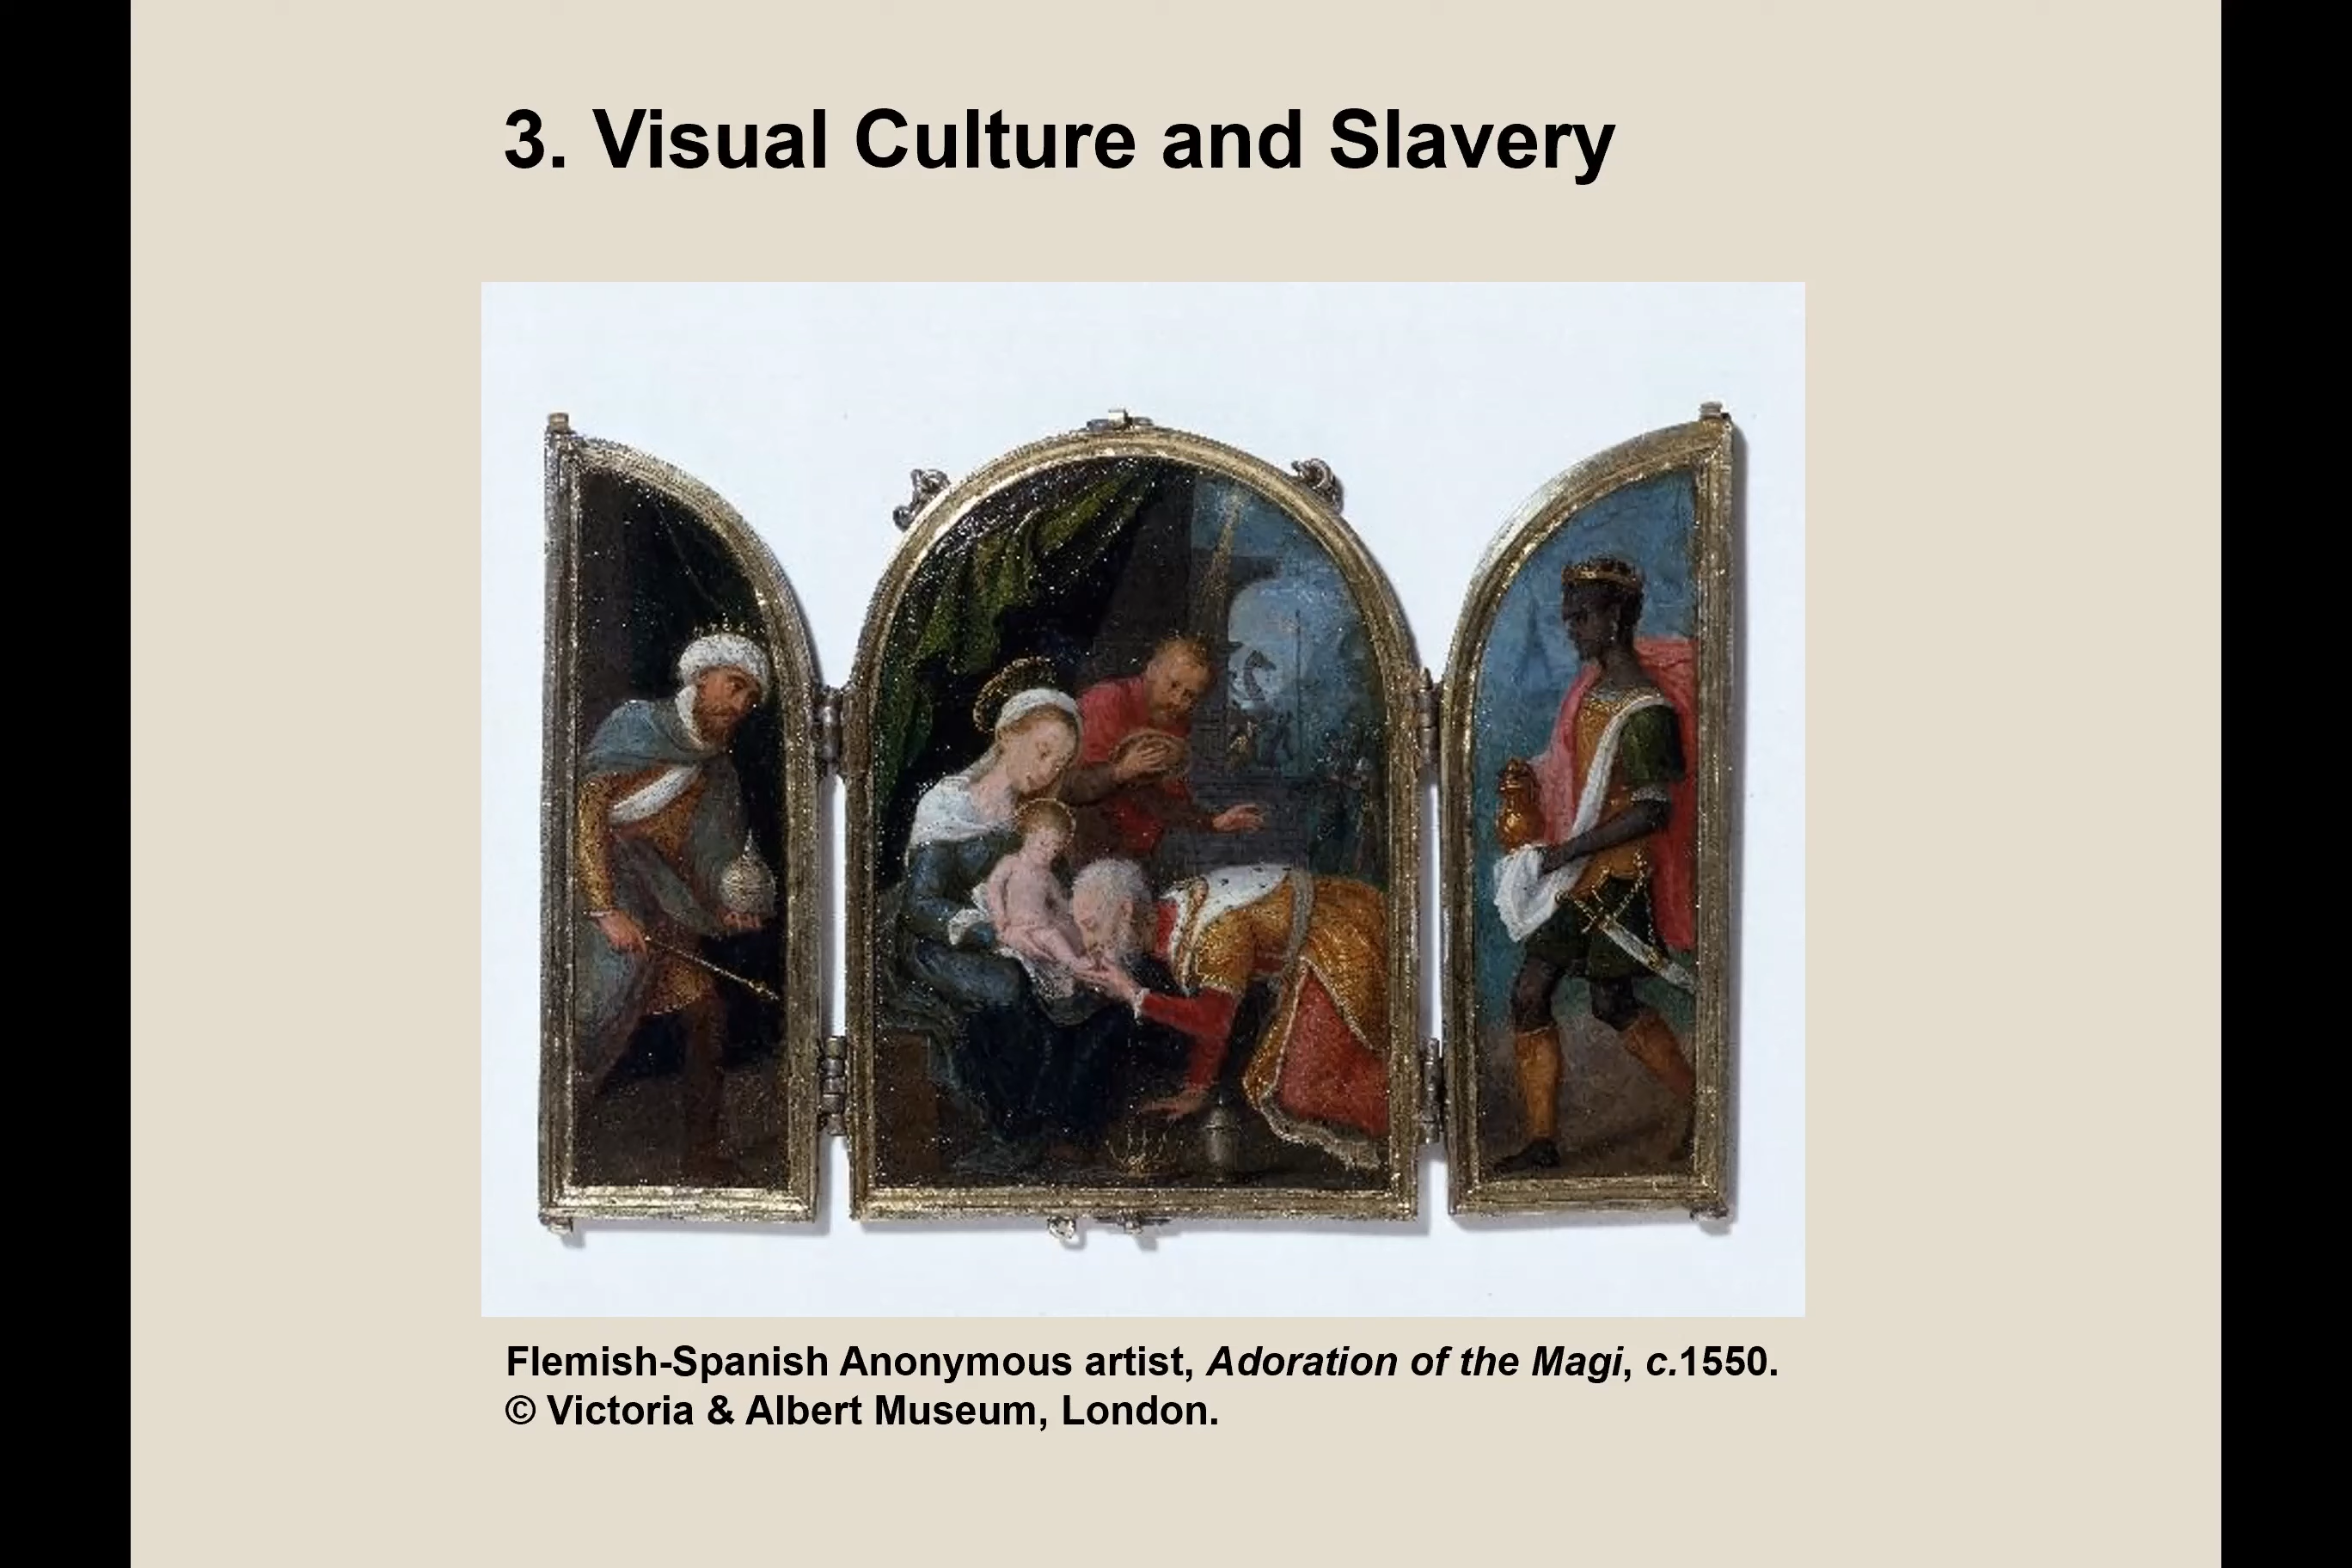 3. Visual Culture and Slavery
Flemish-Spanish Anonymous artist, Adoration of the Magi, c.1550.
© Victoria & Albert Museum, London.